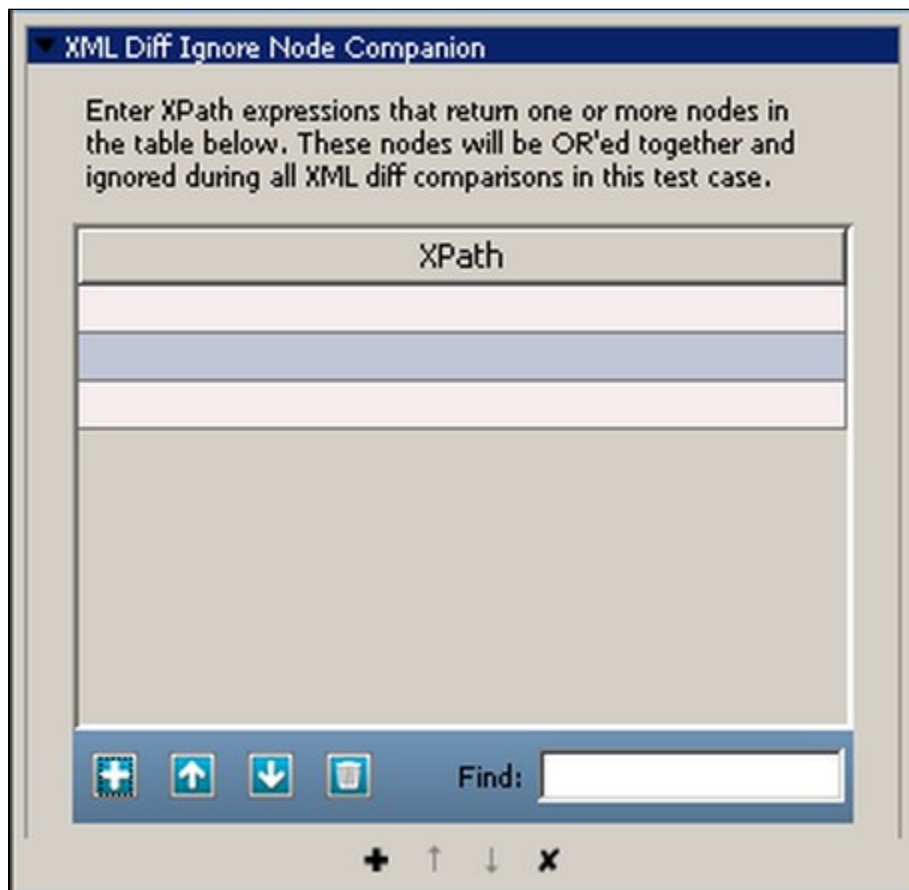 XML Diff Ignore Node Companion
Enter XPath expressions that return one or more nodes in
the table below. These nodes will be OR'ed together and
ignored during all XML diff comparisons in this test case.
XPath
Find: